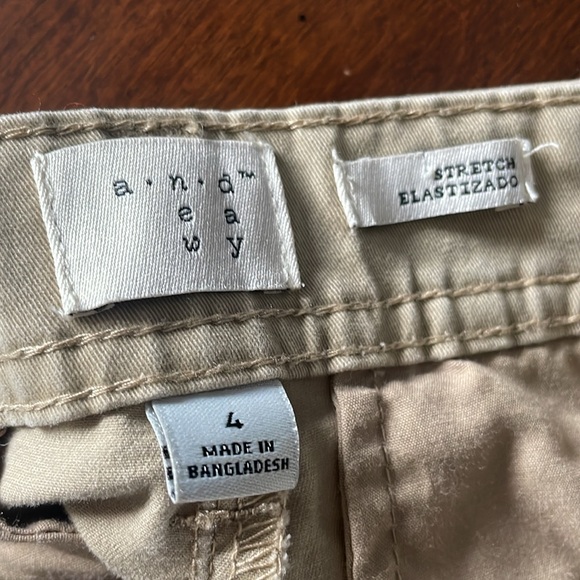 a·n·d™
e a
w y
STRETCH
ELASTIZADO
4
MADE IN
BANGLADESH